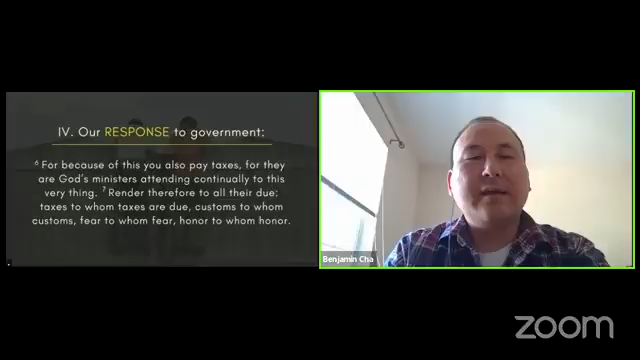 IV. Our RESPONSE to government:
6 For because of this you also pay taxes, for they
are God's ministers attending continually to this
very thing. 7 Render therefore to all their due:
taxes to whom taxes are due, customs to whom
customs, fear to whom fear, honor to whom honor.
Benjamin Cha
zoom